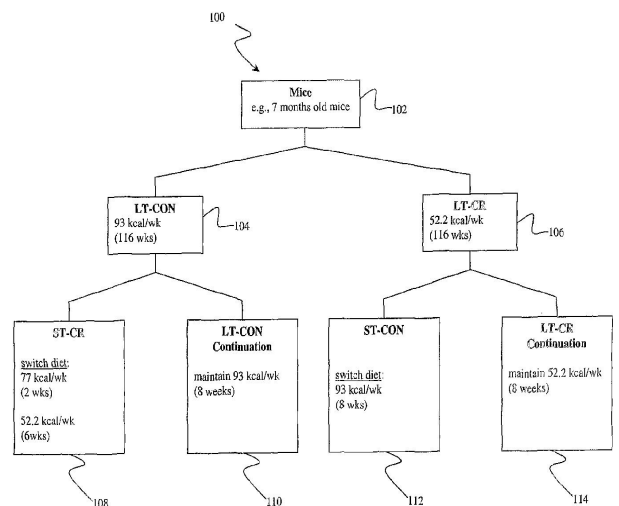 100
Mice
e.g., 7 months old mice
102
LT-CON
93 kcal/wk
(116 wks)
104
LT-CR
52.2 kcal/wk
(116 wks)
106
ST-CR
switch diet:
77 kcal/wk
(2 wks)
52.2 kcal/wk
(6wks)
108
LT-CON
Continuation
maintain 93 kcal/wk
(8 weeks)
110
ST-CON
switch diet:
93 kcal/wk
(8 wks)
112
LT-CR
Continuation
maintain 52.2 kcal/wk
(8 weeks)
114